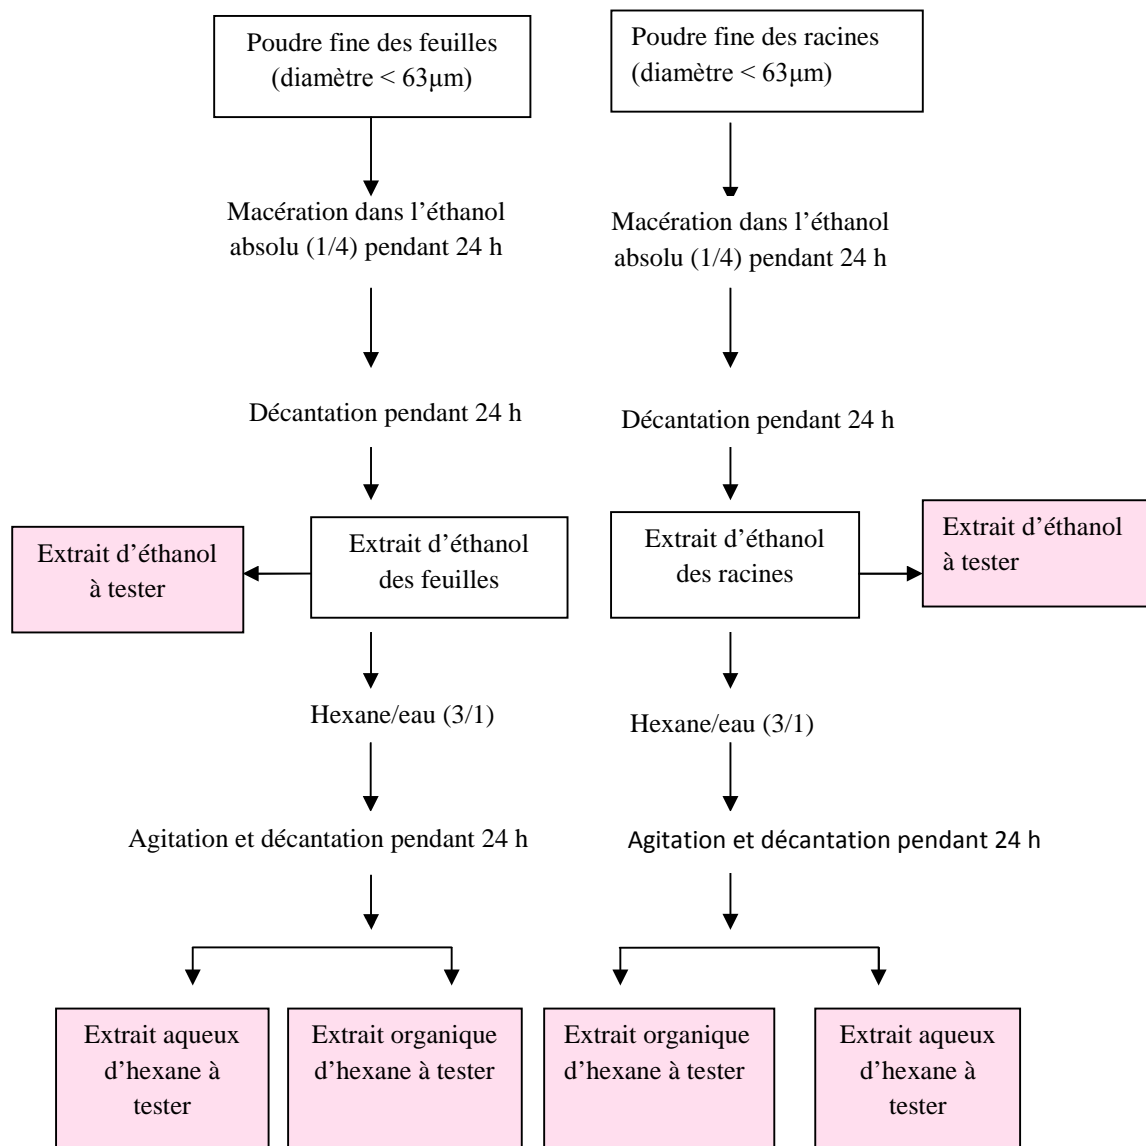 Poudre fine des feuilles
(diamètre < 63μm)
Poudre fine des racines
(diamètre < 63μm)
Macération dans l’éthanol
absolu (1/4) pendant 24 h
Macération dans l’éthanol
absolu (1/4) pendant 24 h
Décantation pendant 24 h
Décantation pendant 24 h
Extrait d’éthanol
à tester
Extrait d’éthanol
des feuilles
Extrait d’éthanol
des racines
Extrait d’éthanol
à tester
Hexane/eau (3/1)
Hexane/eau (3/1)
Agitation et décantation pendant 24 h
Agitation et décantation pendant 24 h
Extrait aqueux
d’hexane à
tester
Extrait organique
d’hexane à tester
Extrait organique
d’hexane à tester
Extrait aqueux
d’hexane à
tester